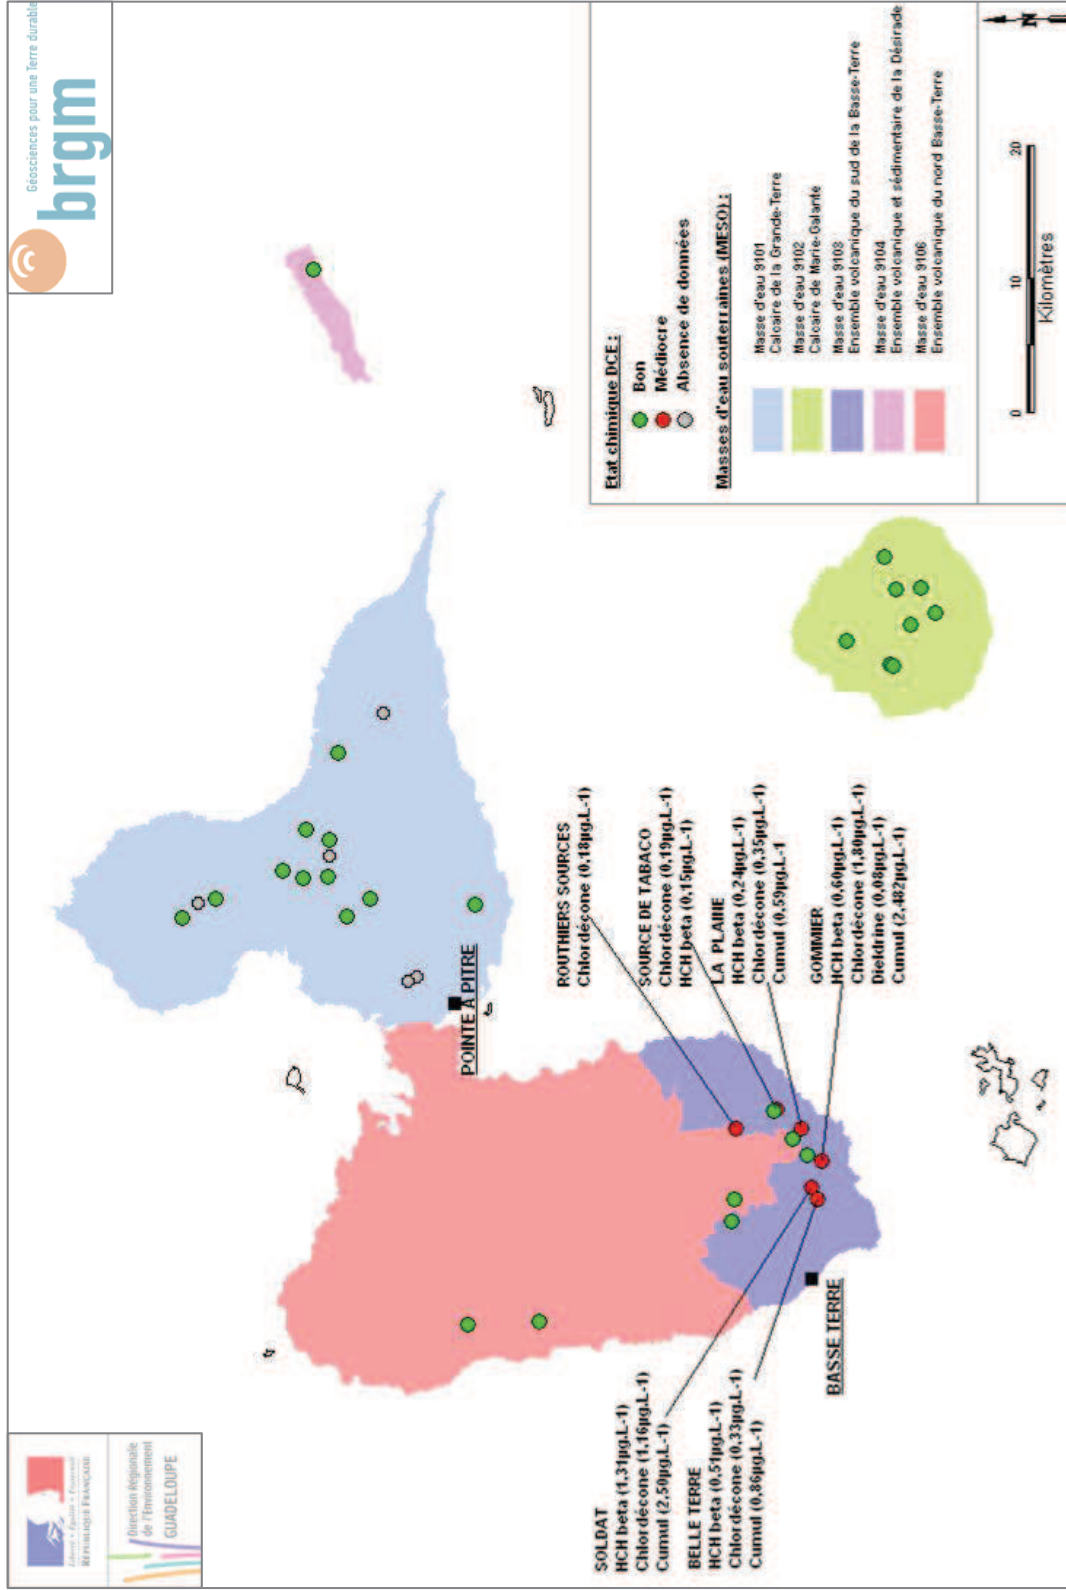 Liberté • Égalité • Fraternité
RÉPUBLIQUE FRANÇAISE
Direction Régionale
de l'Environnement
GUADELOUPE
Géosciences pour une Terre durable
brgm
POINTE À PITRE
BASSE TERRE
SOLDAT
HCH beta (1,31µg.L-1)
Chlordécone (1,16µg.L-1)
Cumul (2,50µg.L-1)
BELLE TERRE
HCH beta (0,51µg.L-1)
Chlordécone (0,33µg.L-1)
Cumul (0,86µg.L-1)
ROUTHIERS SOURCES
Chlordécone (0,18µg.L-1)
SOURCE DE TABACO
Chlordécone (0,19µg.L-1)
HCH beta (0,15µg.L-1)
LA PLAINE
HCH beta (0,24µg.L-1)
Chlordécone (0,35µg.L-1)
Cumul (0,59µg.L-1
GOMMIER
HCH beta (0,60µg.L-1)
Chlordécone (1,80µg.L-1)
Dieldrine (0,08µg.L-1)
Cumul (2,482µg.L-1)
Etat chimique DCE :
Bon
Médiocre
Absence de données
Masses d'eau souterraines (MESO) :
Masse d'eau 9101
Calcaire de la Grande-Terre
Masse d'eau 9102
Calcaire de Marie-Galante
Masse d'eau 9103
Ensemble volcanique du sud de la Basse-Terre
Masse d'eau 9104
Ensemble volcanique et sédimentaire de la Désirade
Masse d'eau 9106
Ensemble volcanique du nord Basse-Terre
0 10 20
Kilomètres
N